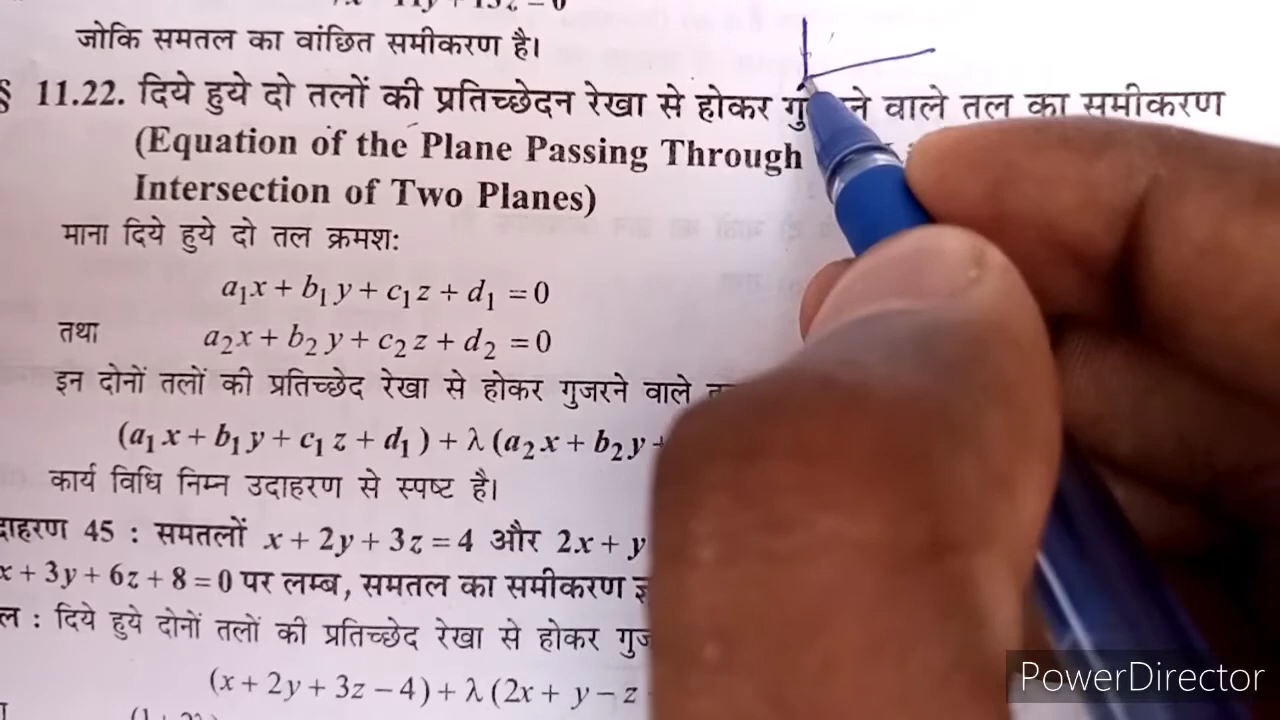 जोकि समतल का वांछित समीकरण है।
§ 11.22. दिये हुये दो तलों की प्रतिच्छेदन रेखा से होकर वाले तल का समीकरण
(Equation of the Plane Passing Through
Intersection of Two Planes)
माना दिये हुये दो तल क्रमशः
a₁x + b₁y + c₁z + d₁ = 0
तथा a₂x + b₂y + c₂z + d₂ = 0
इन दोनों तलों की प्रतिच्छेद रेखा से होकर गुजरने वाले
(a₁x + b₁y + c₁z + d₁) + λ (a₂x + b₂y +
कार्य विधि निम्न उदाहरण से स्पष्ट है।
दाहरण 45 : समतलों x + 2y + 3z = 4 और 2x + y
x + 3y + 6z + 8 = 0 पर लम्ब, समतल का समीकरण
ल : दिये हुये दोनों तलों की प्रतिच्छेद रेखा से होकर
(x + 2y + 3z − 4) + λ (2x + y − z
PowerDirector